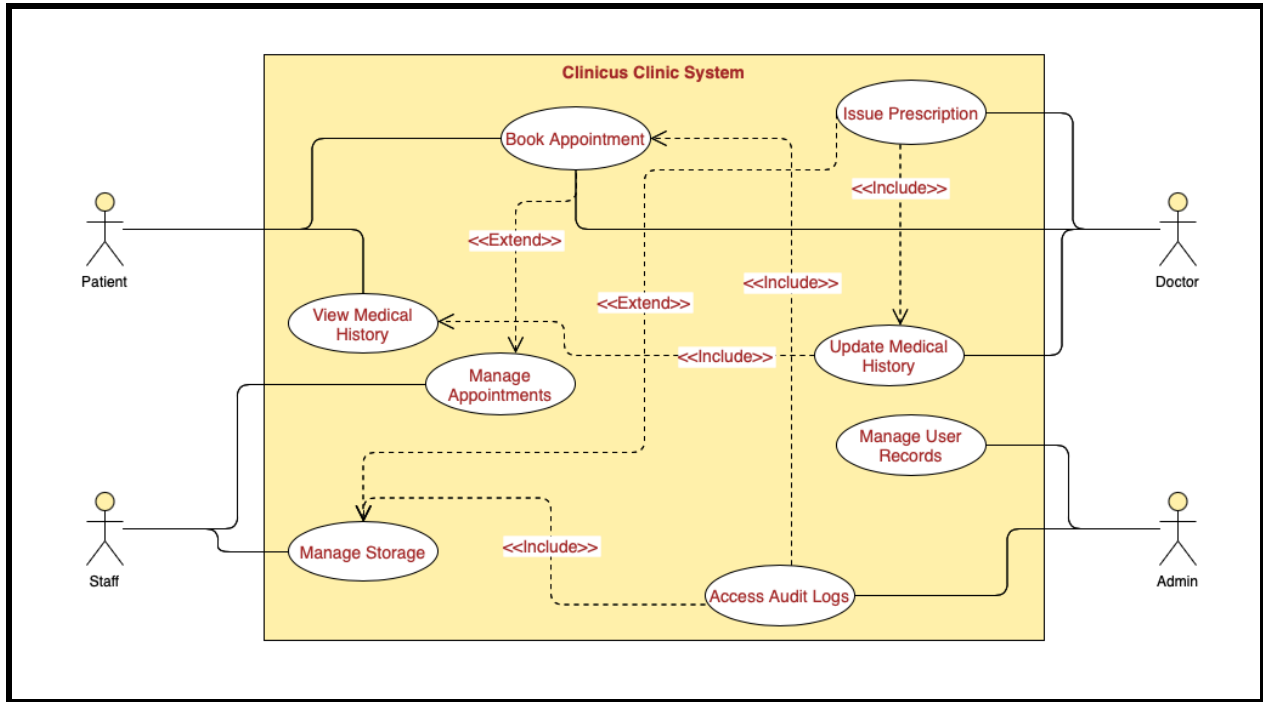 Clinicus Clinic System
Issue Prescription
Book Appointment
<<Include>>
<<Extend>>
Patient
Doctor
<<Include>>
<<Extend>>
View Medical
History
<<Include>>
Update Medical
History
Manage
Appointments
Manage User
Records
Manage Storage
<<Include>>
Staff
Access Audit Logs
Admin